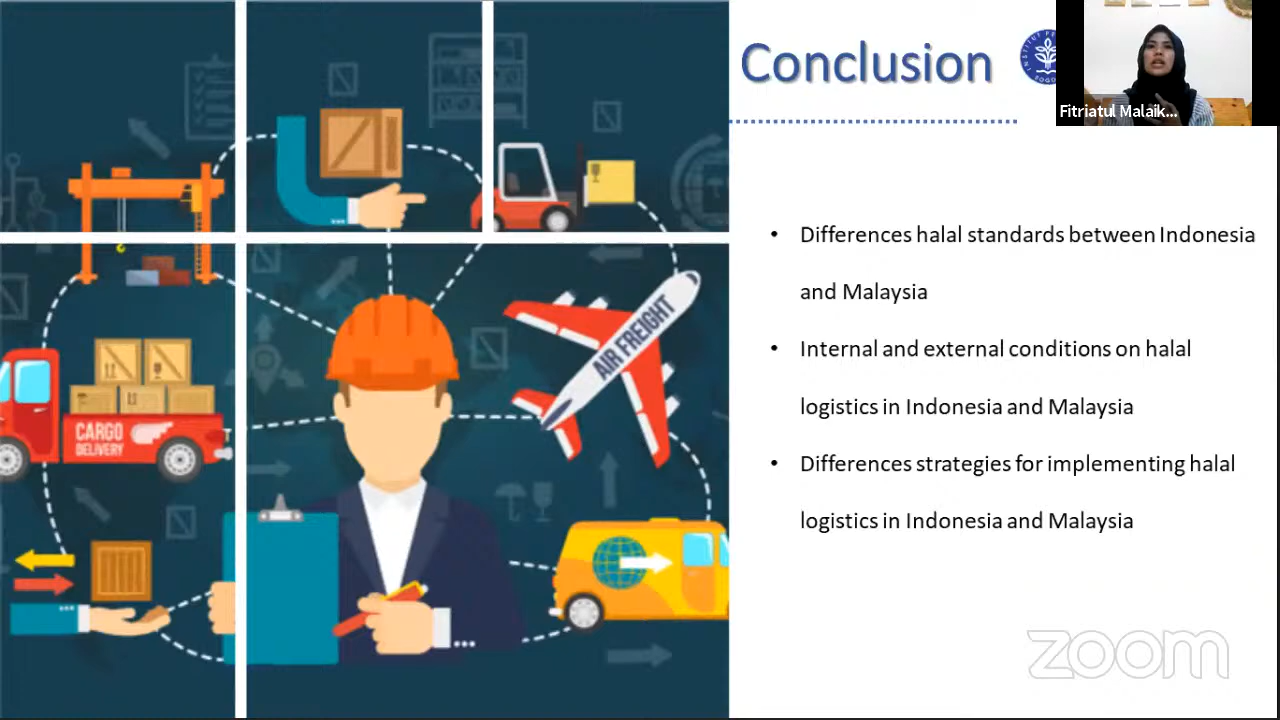 Conclusion
Fitriatul Malaik...
Differences halal standards between Indonesia
and Malaysia
Internal and external conditions on halal
logistics in Indonesia and Malaysia
Differences strategies for implementing halal
logistics in Indonesia and Malaysia
AIR FREIGHT
CARGO
DELIVERY
zoom